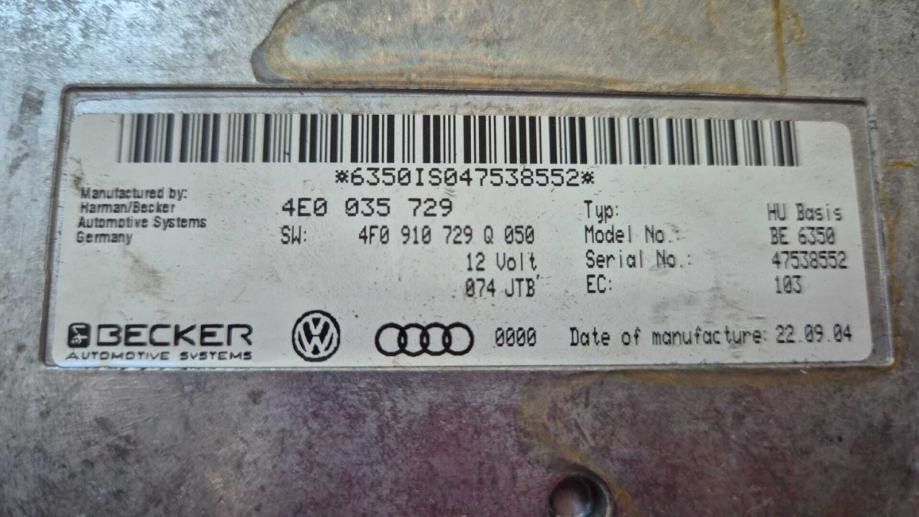 *6350IS047538552*
Manufactured by:
Harman/Becker
Automotive Systems
Germany
4E0 035 729
SW: 4F0 910 729 Q 050
12 Volt
074 JTB
Typ: HU Basis
Model No.: BE 6350
Serial No.: 47538552
EC: 103
BECKER
AUTOMOTIVE SYSTEMS
VW
0000
Date of manufacture: 22.09.04